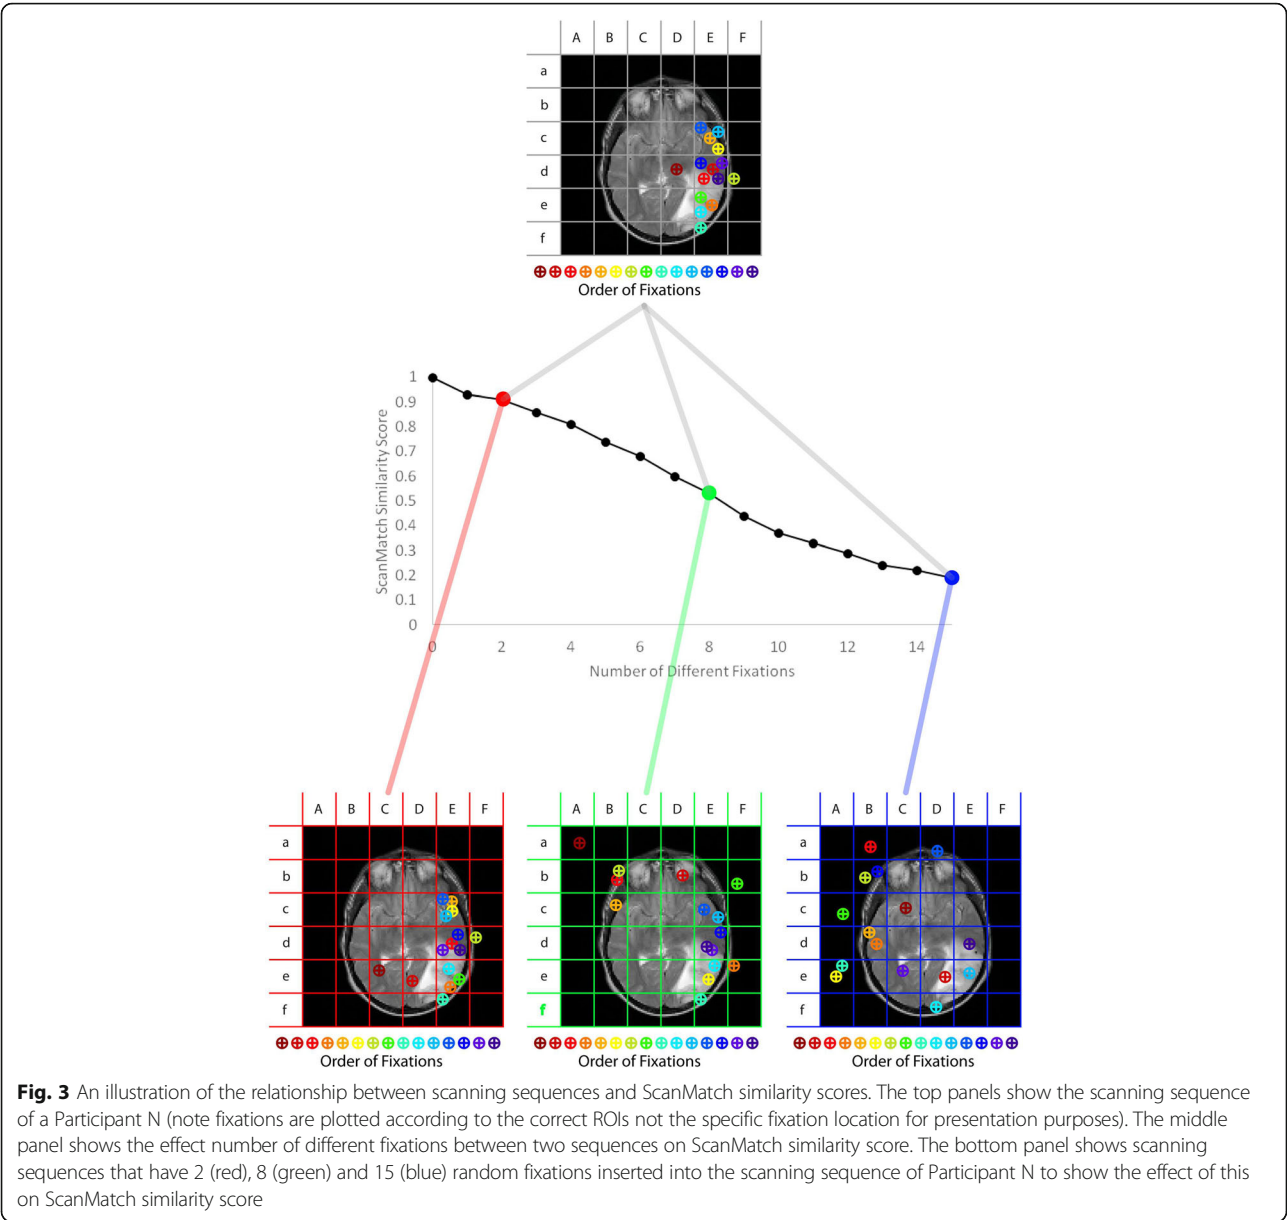 A B C D E F
a
b
c
d
e
f
Order of Fixations
1
0.9
0.8
0.7
0.6
0.5
0.4
0.3
0.2
0.1
0
ScanMatch Similarity Score
0 2 4 6 8 10 12 14
Number of Different Fixations
A B C D E F
a
b
c
d
e
f
Order of Fixations
A B C D E F
a
b
c
d
e
f
Order of Fixations
A B C D E F
a
b
c
d
e
f
Order of Fixations
Fig. 3 An illustration of the relationship between scanning sequences and ScanMatch similarity scores. The top panels show the scanning sequence
of a Participant N (note fixations are plotted according to the correct ROIs not the specific fixation location for presentation purposes). The middle
panel shows the effect number of different fixations between two sequences on ScanMatch similarity score. The bottom panel shows scanning
sequences that have 2 (red), 8 (green) and 15 (blue) random fixations inserted into the scanning sequence of Participant N to show the effect of this
on ScanMatch similarity score